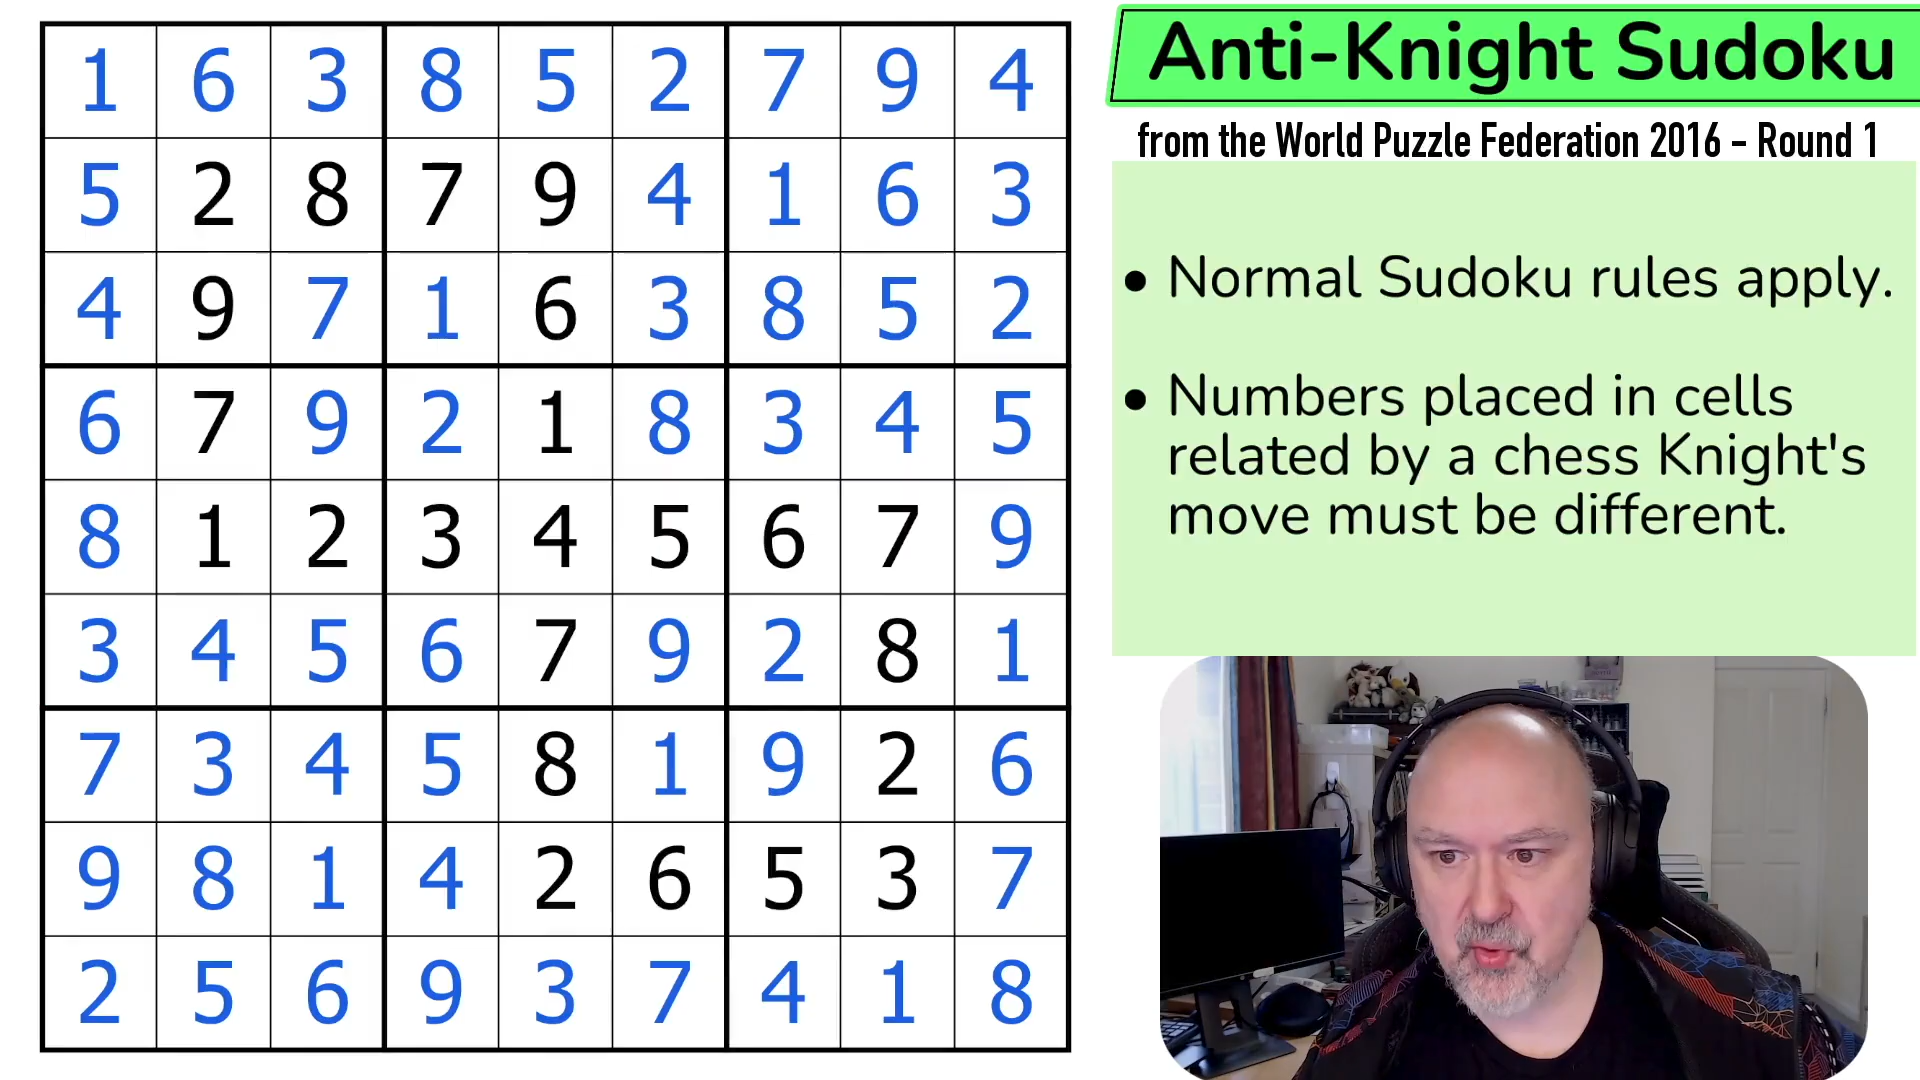 Anti-Knight Sudoku
from the World Puzzle Federation 2016 - Round 1
• Normal Sudoku rules apply.
• Numbers placed in cells
related by a chess Knight's
move must be different.
1 6 3 8 5 2 7 9 4
5 2 8 7 9 4 1 6 3
4 9 7 1 6 3 8 5 2
6 7 9 2 1 8 3 4 5
8 1 2 3 4 5 6 7 9
3 4 5 6 7 9 2 8 1
7 3 4 5 8 1 9 2 6
9 8 1 4 2 6 5 3 7
2 5 6 9 3 7 4 1 8